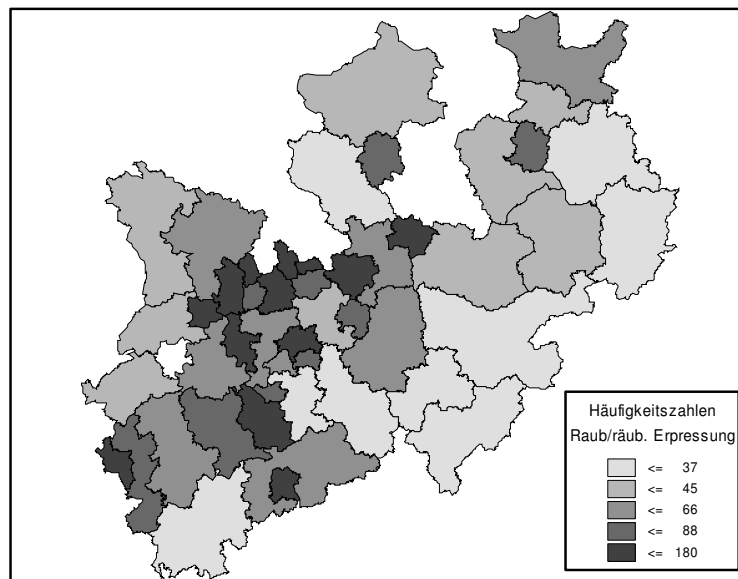 Häufigkeitszahlen
Raub/räub. Erpressung
<= 37
<= 45
<= 66
<= 88
<= 180